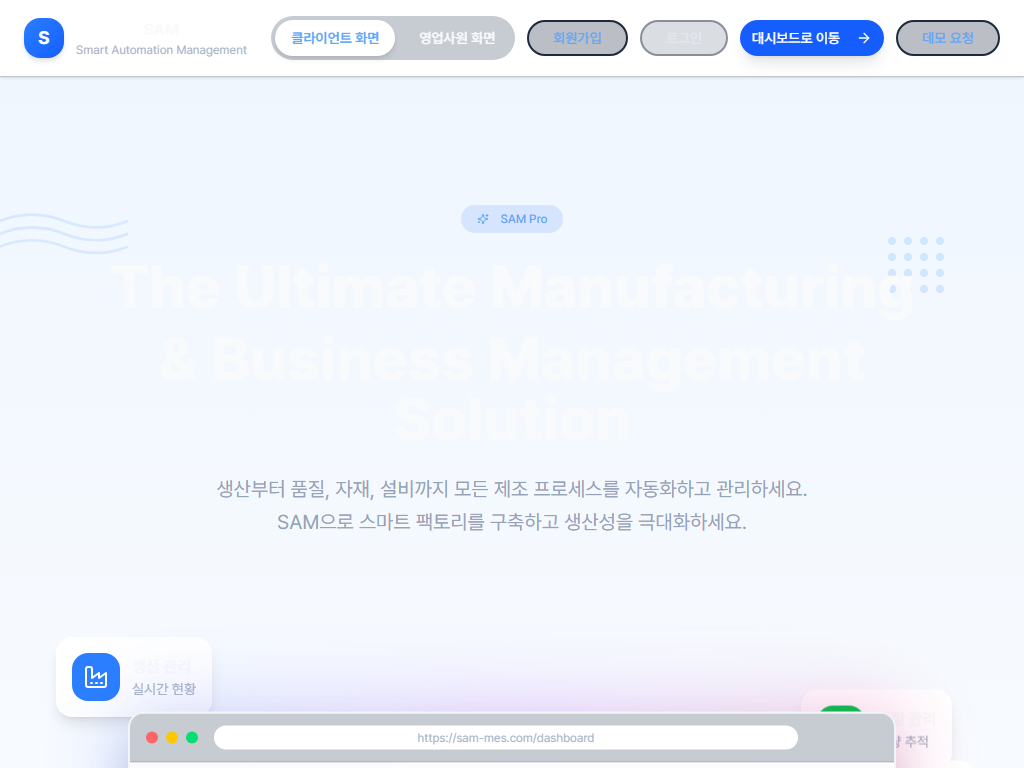 S
SAM
Smart Automation Management
클라이언트 화면
영업사원 화면
회원가입
로그인
대시보드로 이동
데모 요청
SAM Pro
The Ultimate Manufacturing
& Business Management
Solution
생산부터 품질, 자재, 설비까지 모든 제조 프로세스를 자동화하고 관리하세요.
SAM으로 스마트 팩토리를 구축하고 생산성을 극대화하세요.
생산 관리
실시간 현황
관리
추적
https://sam-mes.com/dashboard